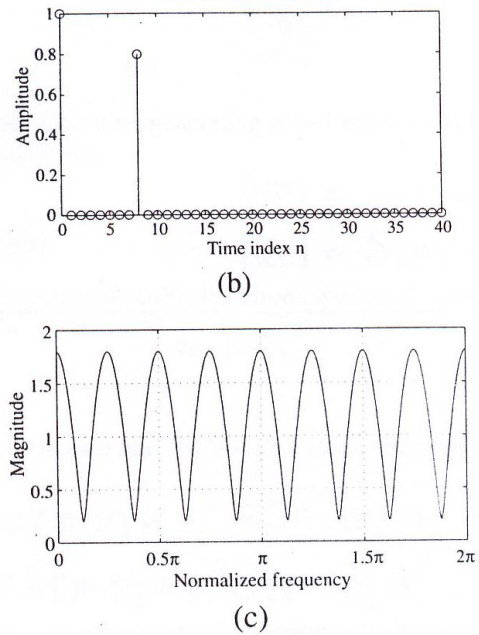 1
0.8
0.6
0.4
0.2
0
Amplitude
0 5 10 15 20 25 30 35 40
Time index n
(b)
2
1.5
1
0.5
0
Magnitude
0 0.5π π 1.5π 2π
Normalized frequency
(c)